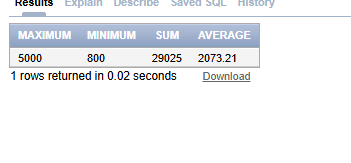 Results Explain Describe Saved SQL History
MAXIMUM MINIMUM SUM AVERAGE
5000 800 29025 2073.21
1 rows returned in 0.02 seconds Download